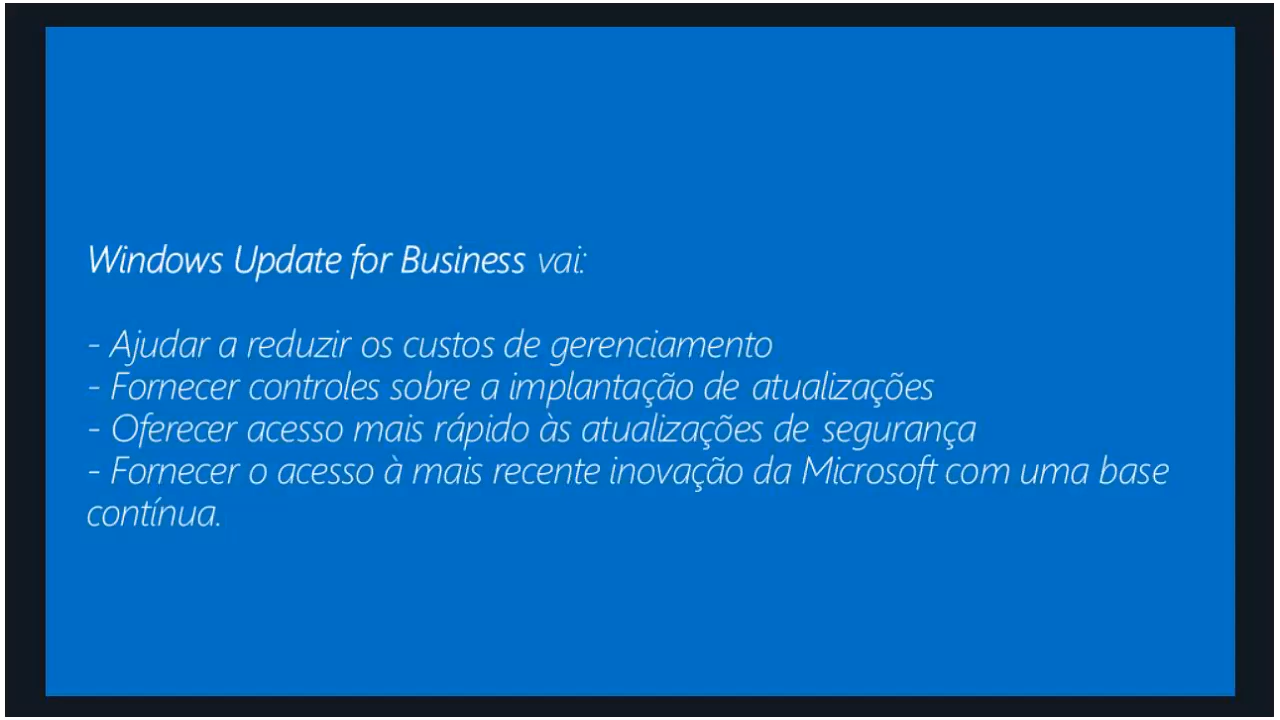 Windows Update for Business vai:
- Ajudar a reduzir os custos de gerenciamento
- Fornecer controles sobre a implantação de atualizações
- Oferecer acesso mais rápido às atualizações de segurança
- Fornecer o acesso à mais recente inovação da Microsoft com uma base
contínua.